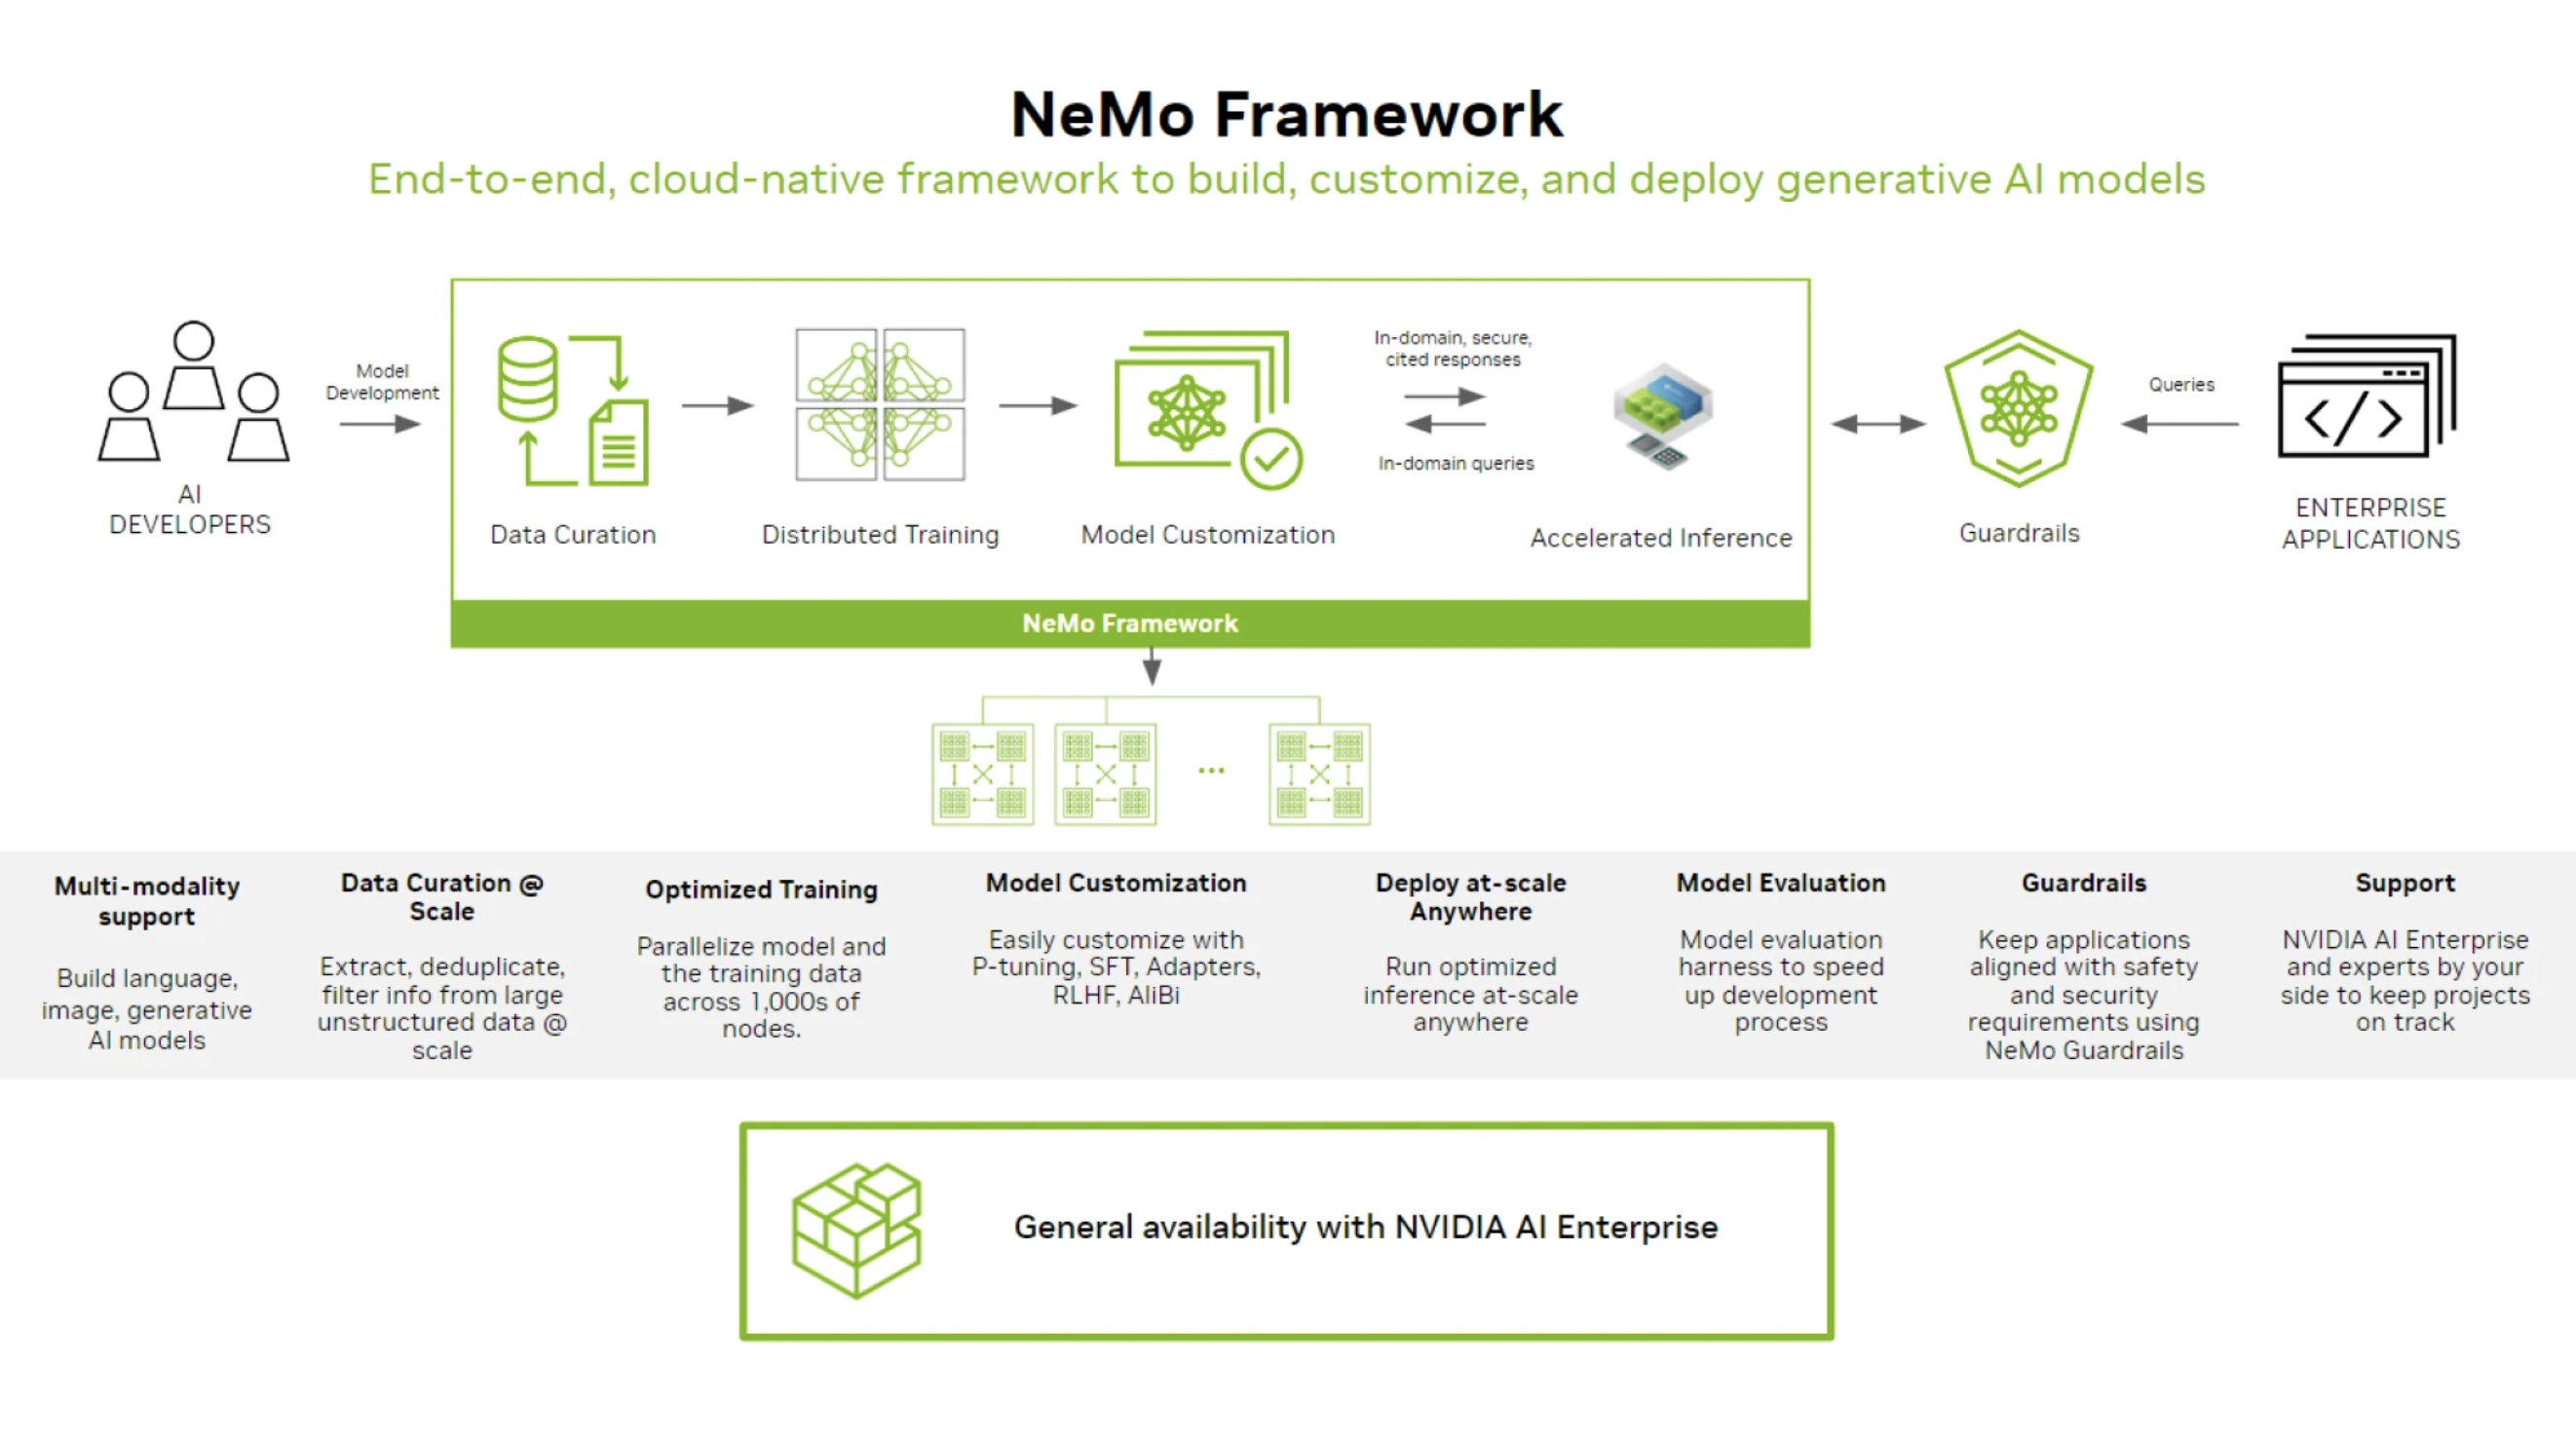 NeMo Framework
End-to-end, cloud-native framework to build, customize, and deploy generative AI models
AI
DEVELOPERS
Model
Development
Data Curation
Distributed Training
Model Customization
In-domain, secure,
cited responses
In-domain queries
Accelerated Inference
Guardrails
Queries
</>
ENTERPRISE
APPLICATIONS
NeMo Framework
...
Multi-modality
support
Build language,
image, generative
AI models
Data Curation @
Scale
Extract, deduplicate,
filter info from large
unstructured data @
scale
Optimized Training
Parallelize model and
the training data
across 1,000s of
nodes.
Model Customization
Easily customize with
P-tuning, SFT, Adapters,
RLHF, AliBi
Deploy at-scale
Anywhere
Run optimized
inference at-scale
anywhere
Model Evaluation
Model evaluation
harness to speed
up development
process
Guardrails
Keep applications
aligned with safety
and security
requirements using
NeMo Guardrails
Support
NVIDIA AI Enterprise
and experts by your
side to keep projects
on track
General availability with NVIDIA AI Enterprise